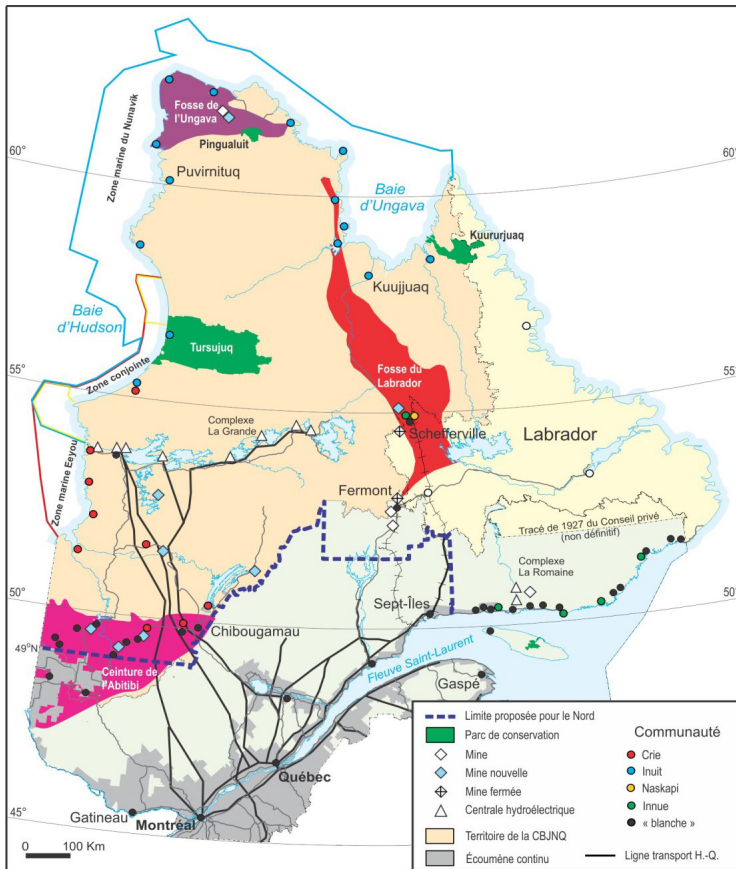 Fosse de
l'Ungava
Pingualuit
Zone marine du Nunavik
60°
60°
Puvirnituq
Baie
d'Ungava
Kuururjuaq
Kuujjuaq
Baie
d'Hudson
Tursujuq
Zone conjointe
55°
55°
Fosse du
Labrador
Complexe
La Grande
Schefferville
Labrador
Zone marine Eeyou
Fermont
Tracé de 1927 du Conseil privé
(non définitif)
Complexe
La Romaine
50°
50°
Sept-Îles
49°N
Chibougamau
Ceinture de
l'Abitibi
Fleuve Saint-Laurent
Gaspé
Québec
45°
Gatineau
Montréal
0 100 Km
Limite proposée pour le Nord
Parc de conservation
Mine
Mine nouvelle
Mine fermée
Centrale hydroélectrique
Territoire de la CBJNQ
Écoumène continu
Communauté
Crie
Inuit
Naskapi
Innue
« blanche »
Ligne transport H.-Q.